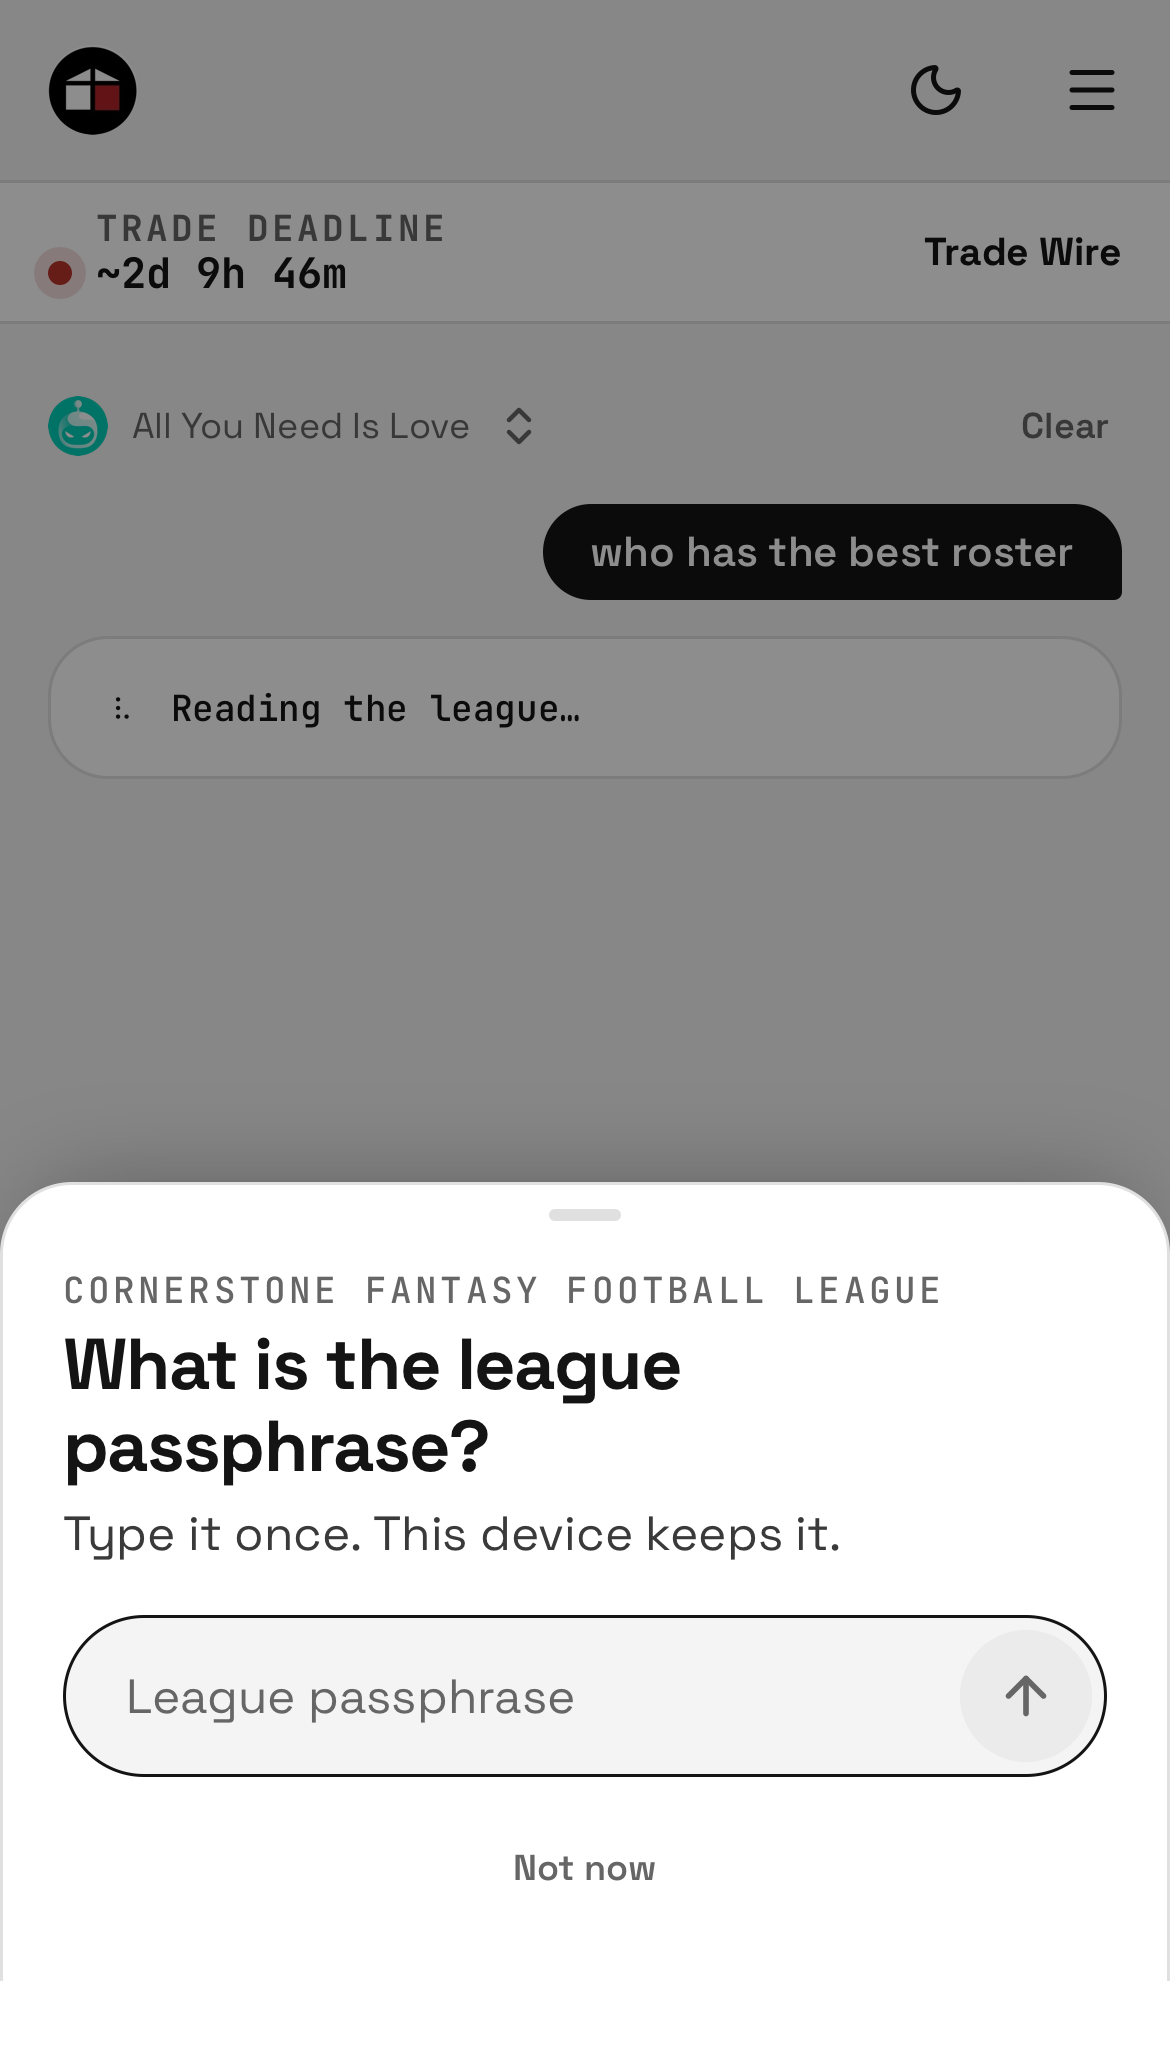 TRADE DEADLINE
~2d 9h 46m
Trade Wire
All You Need Is Love
Clear
who has the best roster
Reading the league…
CORNERSTONE FANTASY FOOTBALL LEAGUE
What is the league
passphrase?
Type it once. This device keeps it.
League passphrase
Not now